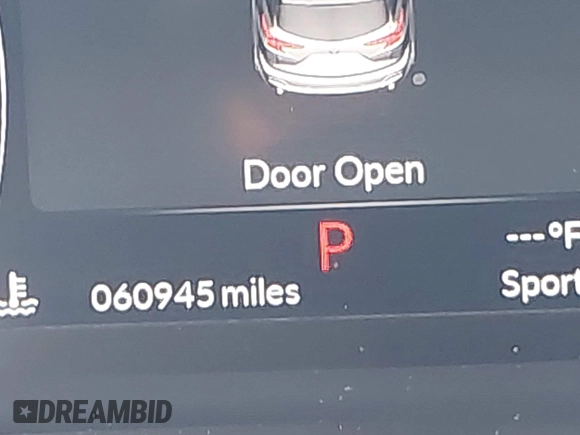 Door Open
P
---°F
060945 miles
Sport
DREAMBID